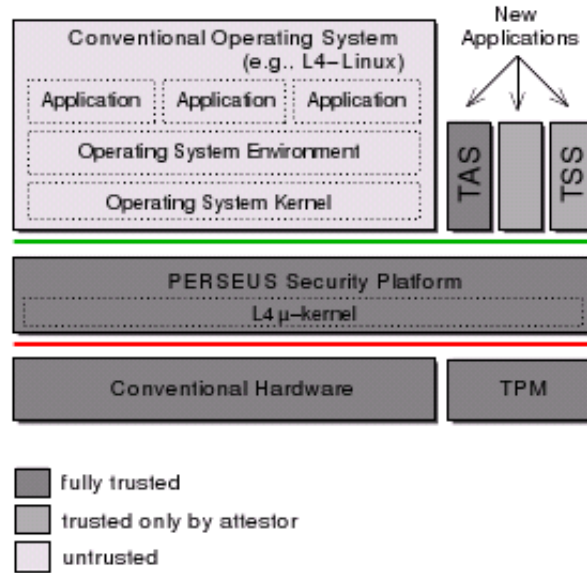 Conventional Operating System
(e.g., L4-Linux)
New
Applications
Application
Application
Application
Operating System Environment
Operating System Kernel
TAS
TSS
PERSEUS Security Platform
L4 μ-kernel
Conventional Hardware
TPM
fully trusted
trusted only by attestor
untrusted